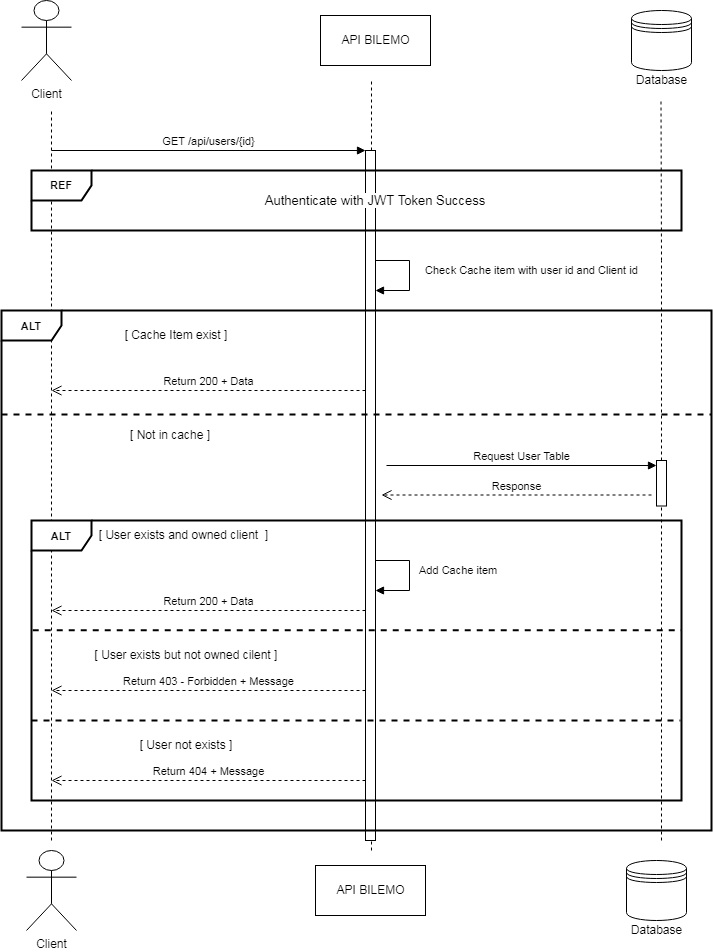 API BILEMO
Client
Database
GET /api/users/{id}
REF
Authenticate with JWT Token Success
Check Cache item with user id and Client id
ALT
[ Cache Item exist ]
Return 200 + Data
[ Not in cache ]
Request User Table
Response
ALT
[ User exists and owned client ]
Add Cache item
Return 200 + Data
[ User exists but not owned cilent ]
Return 403 - Forbidden + Message
[ User not exists ]
Return 404 + Message
API BILEMO
Client
Database